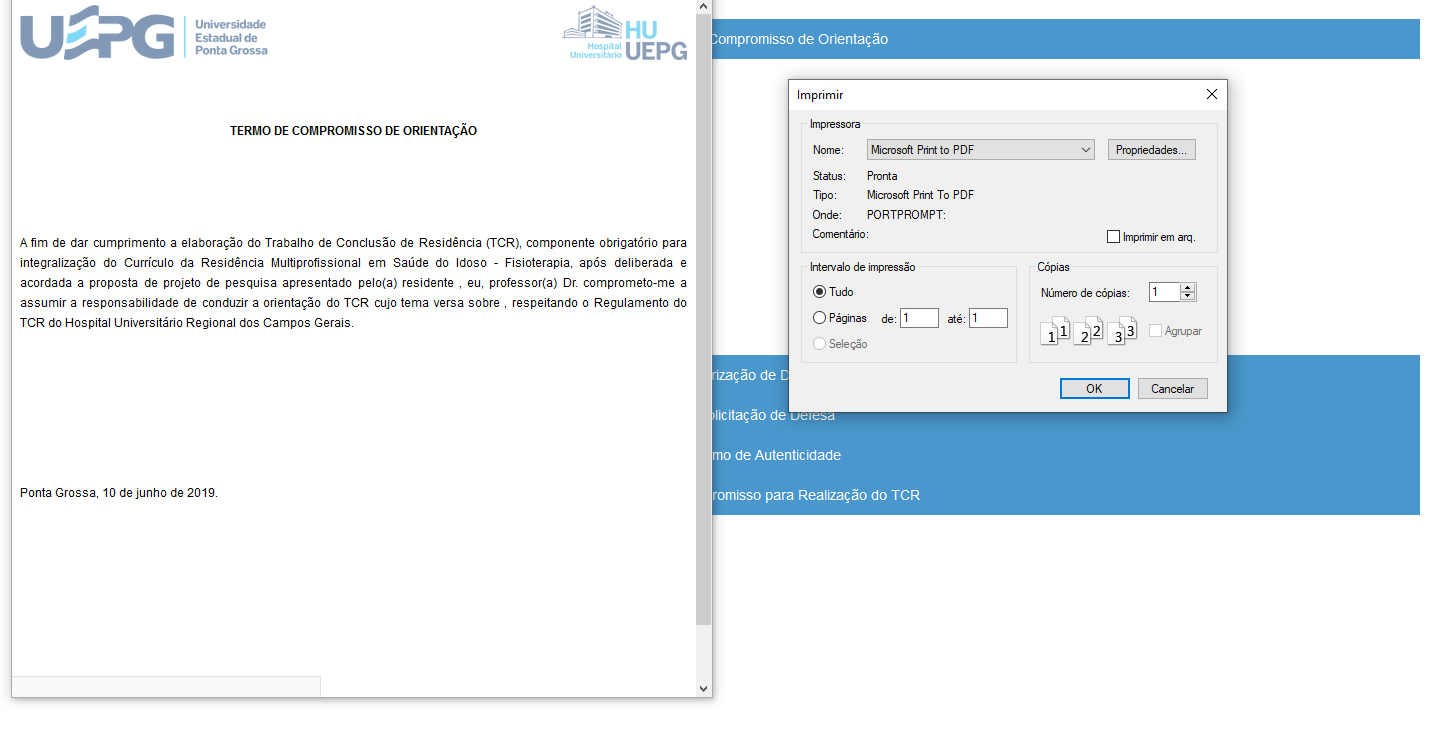 UEPG
Universidade
Estadual de
Ponta Grossa
HU
Hospital
Universitário
UEPG
TERMO DE COMPROMISSO DE ORIENTAÇÃO
A fim de dar cumprimento a elaboração do Trabalho de Conclusão de Residência (TCR), componente obrigatório para
integralização do Currículo da Residência Multiprofissional em Saúde do Idoso - Fisioterapia, após deliberada e
acordada a proposta de projeto de pesquisa apresentado pelo(a) residente , eu, professor(a) Dr. comprometo-me a
assumir a responsabilidade de conduzir a orientação do TCR cujo tema versa sobre , respeitando o Regulamento do
TCR do Hospital Universitário Regional dos Campos Gerais.
Ponta Grossa, 10 de junho de 2019.
Compromisso de Orientação
Imprimir
Impressora
Nome: Microsoft Print to PDF Propriedades...
Status: Pronta
Tipo: Microsoft Print To PDF
Onde: PORTPROMPT:
Comentário: Imprimir em arq.
Intervalo de impressão
Tudo
Páginas de: 1 até: 1
Seleção
Cópias
Número de cópias: 1
1 1 2 2 3 3 Agrupar
OK Cancelar
rização de D
olicitação de Defesa
mo de Autenticidade
romisso para Realização do TCR